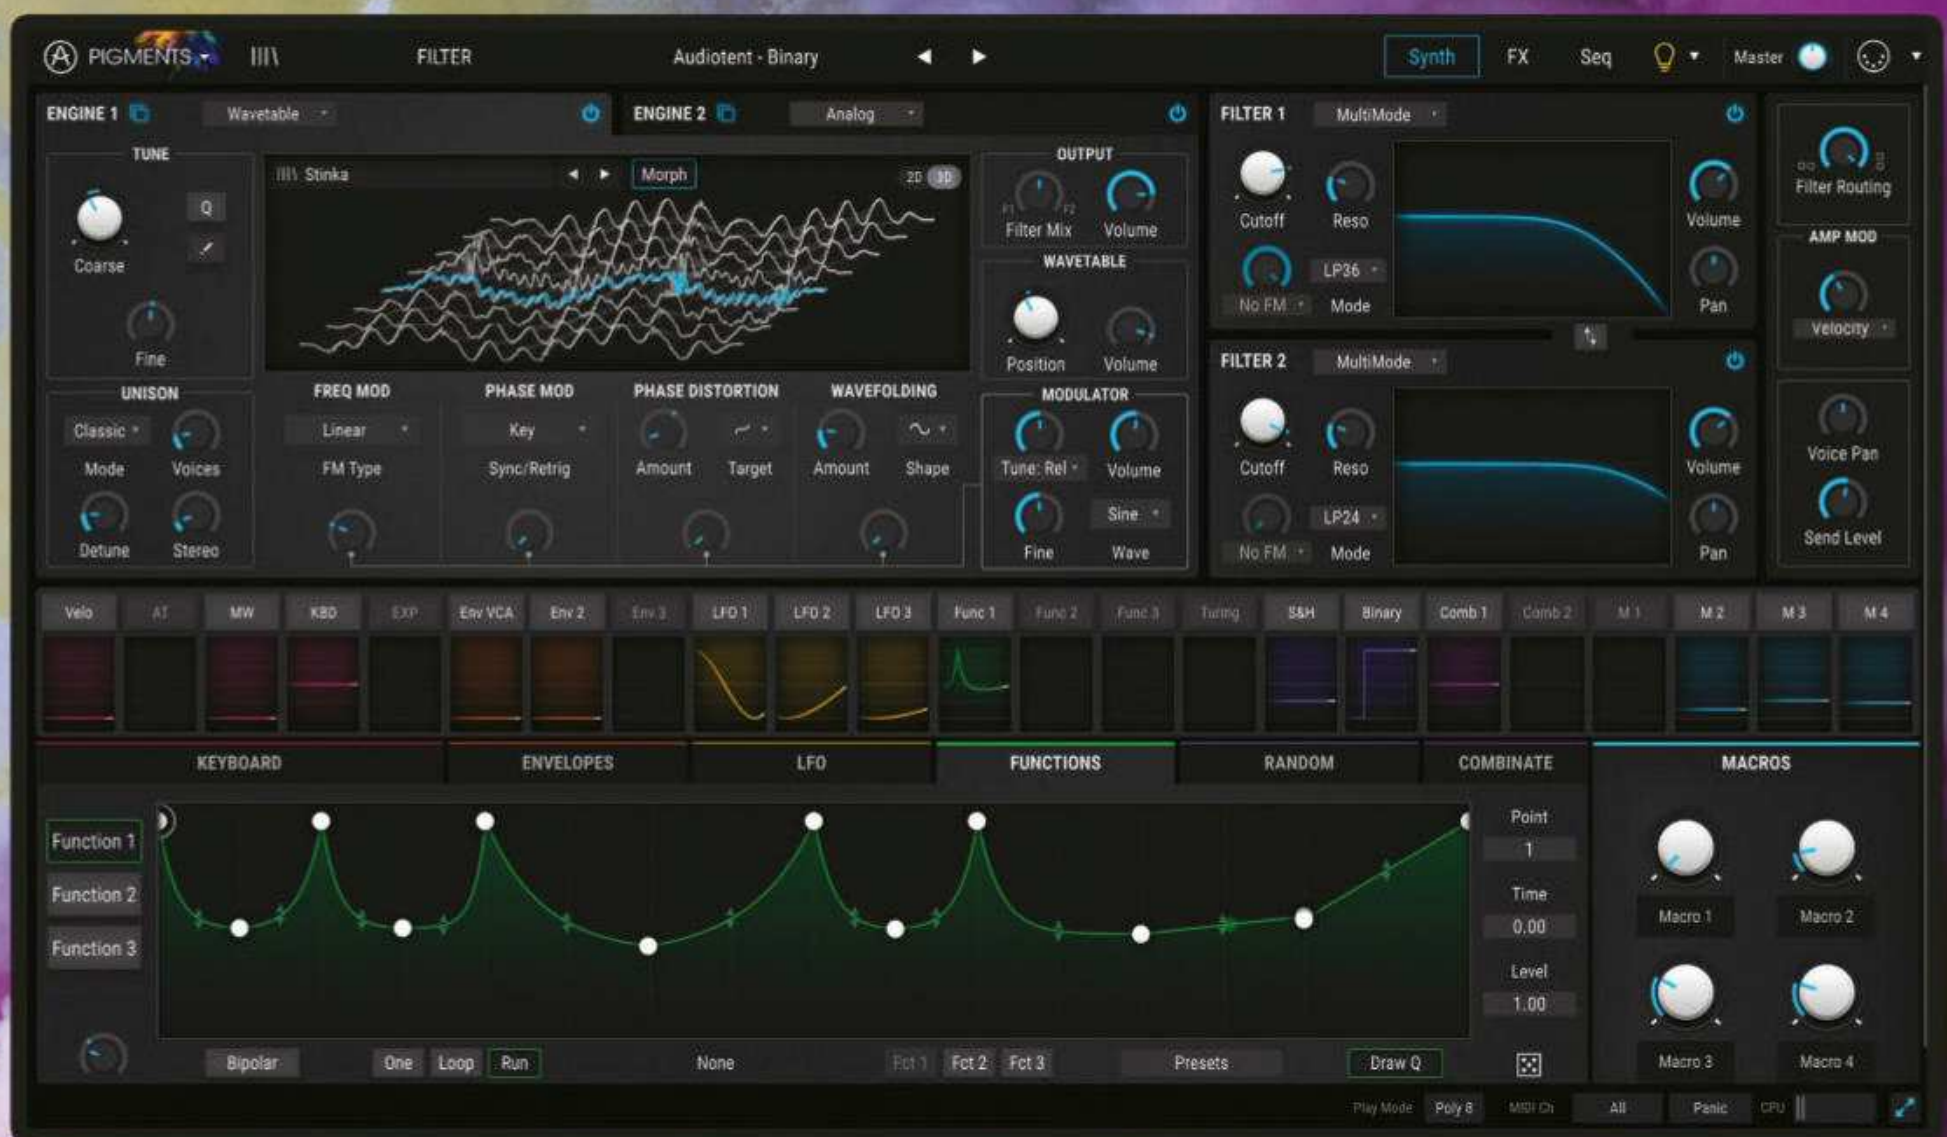 PIGMENTS FILTER Audiotent - Binary Synth FX Seq Master
ENGINE 1 Wavetable
ENGINE 2 Analog
TUNE
Q
Coarse
Fine
Stinka Morph 2D 3D
OUTPUT
F1 F2
Filter Mix Volume
WAVETABLE
Position Volume
UNISON
Classic
Mode Voices
Detune Stereo
FREQ MOD
Linear
FM Type
PHASE MOD
Key
Sync/Retrig
PHASE DISTORTION
Amount Target
WAVEFOLDING
Amount Shape
MODULATOR
Tune: Rel Volume
Sine
Fine Wave
FILTER 1 MultiMode
Cutoff Reso
LP36
No FM Mode
Volume
Pan
FILTER 2 MultiMode
Cutoff Reso
LP24
No FM Mode
Volume
Pan
Filter Routing
AMP MOD
Velocity
Voice Pan
Send Level
Velo AT MW KBD EXP Env VCA Env 2 Env 3 LFO 1 LFO 2 LFO 3 Func 1 Func 2 Func 3 Turing S&H Binary Comb 1 Comb 2 M 1 M 2 M 3 M 4
KEYBOARD ENVELOPES LFO FUNCTIONS RANDOM COMBINATE MACROS
Function 1
Function 2
Function 3
Point
1
Time
0.00
Level
1.00
Macro 1 Macro 2
Macro 3 Macro 4
Bipolar One Loop Run None Fct 1 Fct 2 Fct 3 Presets Draw Q
Play Mode Poly 8 MIDI Ch All Panic CPU